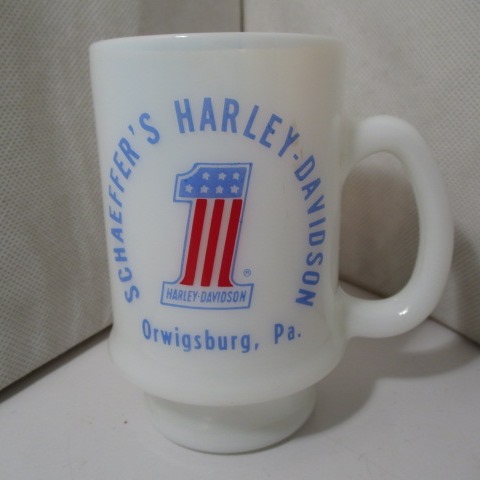 SCHAEFFER'S HARLEY-DAVIDSON
1
®
HARLEY-DAVIDSON
Orwigsburg, Pa.